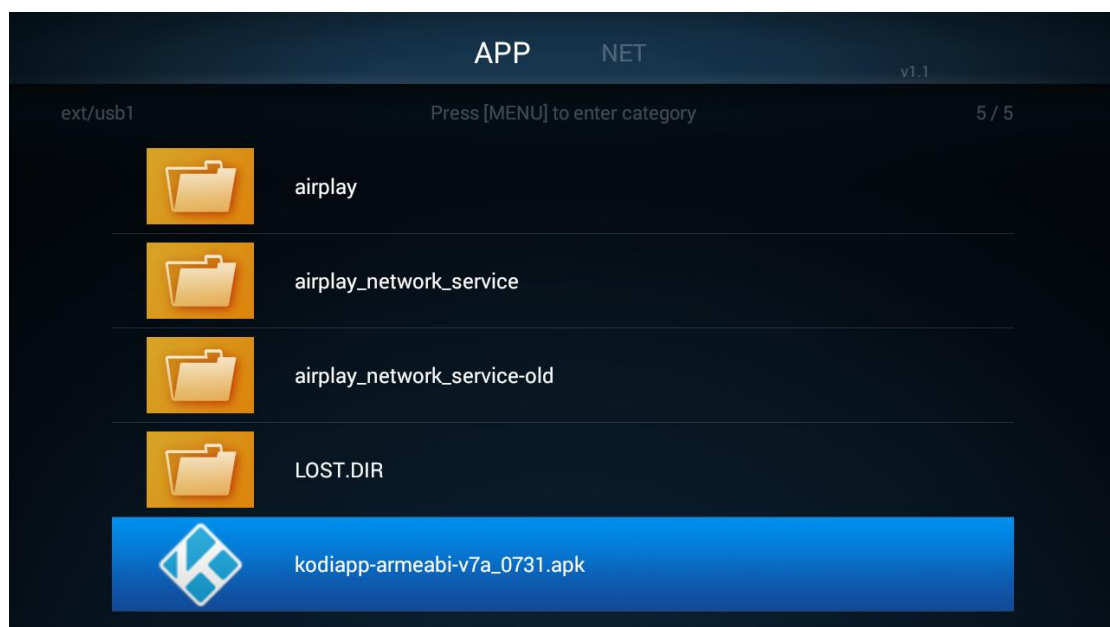 APP NET
v1.1
ext/usb1 Press [MENU] to enter category 5 / 5
airplay
airplay_network_service
airplay_network_service-old
LOST.DIR
kodiapp-armeabi-v7a_0731.apk